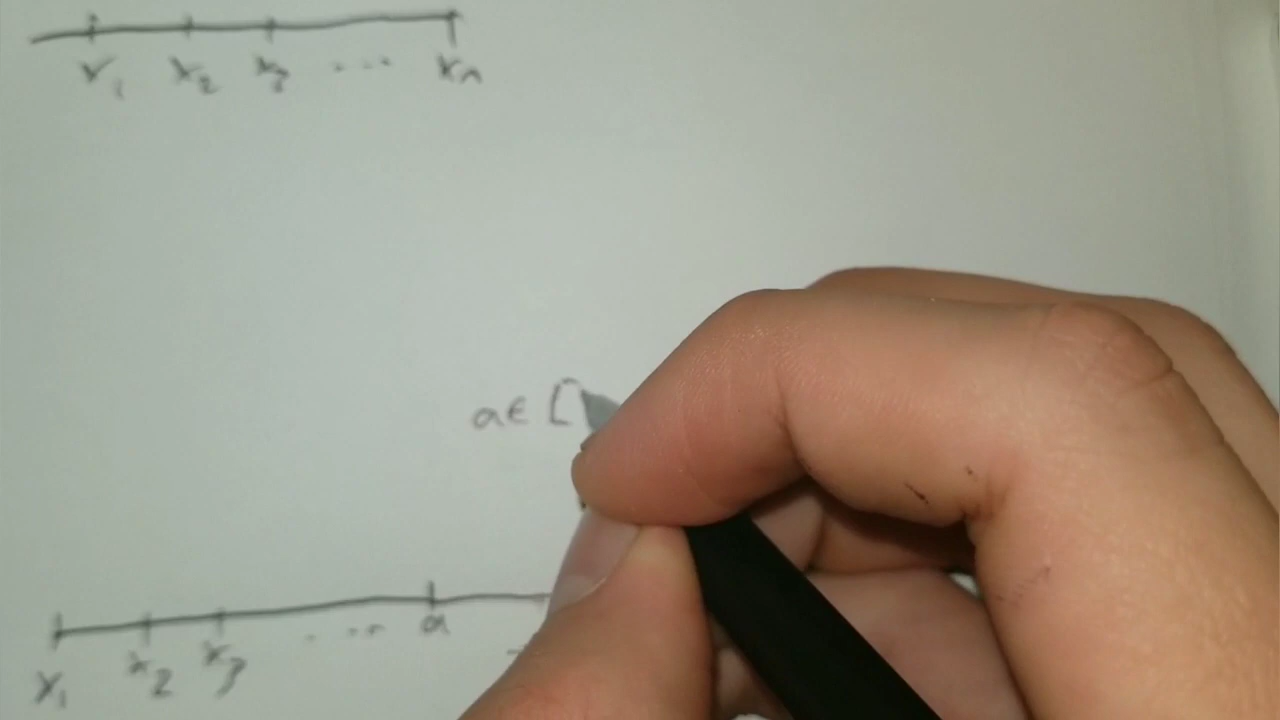 x₁ x₂ x₃ ... xₙ
a ∈ [
x₁ x₂ x₃ ... a